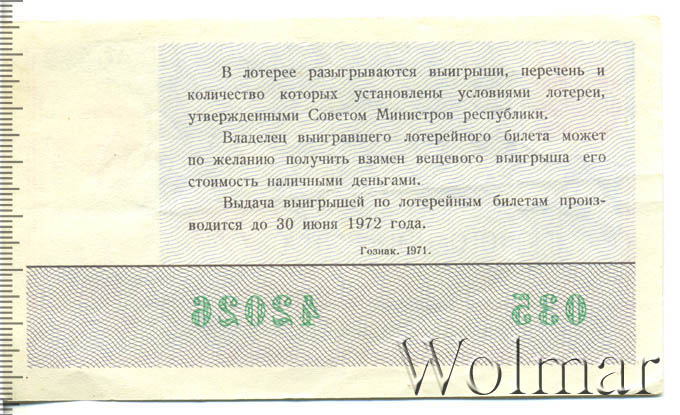 В лотерее разыгрываются выигрыши, перечень и
количество которых установлены условиями лотереи,
утвержденными Советом Министров республики.
Владелец выигравшего лотерейного билета может
по желанию получить взамен вещевого выигрыша его
стоимость наличными деньгами.
Выдача выигрышей по лотерейным билетам произ-
водится до 30 июня 1972 года.
Гознак. 1971.
42026 035
Wolmar